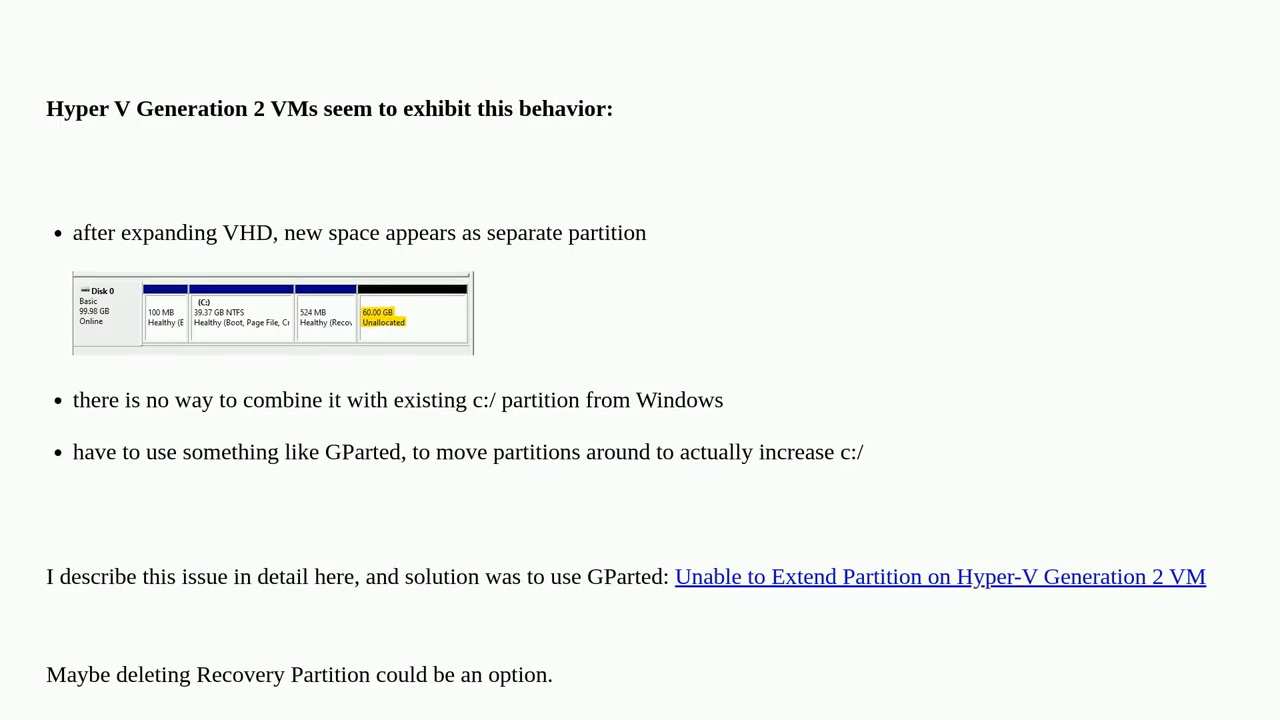 Hyper V Generation 2 VMs seem to exhibit this behavior:
• after expanding VHD, new space appears as separate partition
Disk 0
Basic
99.98 GB
Online
100 MB
Healthy (E
(C:)
39.37 GB NTFS
Healthy (Boot, Page File, Cr
524 MB
Healthy (Recov
60.00 GB
Unallocated
• there is no way to combine it with existing c:/ partition from Windows
• have to use something like GParted, to move partitions around to actually increase c:/
I describe this issue in detail here, and solution was to use GParted: Unable to Extend Partition on Hyper-V Generation 2 VM
Maybe deleting Recovery Partition could be an option.